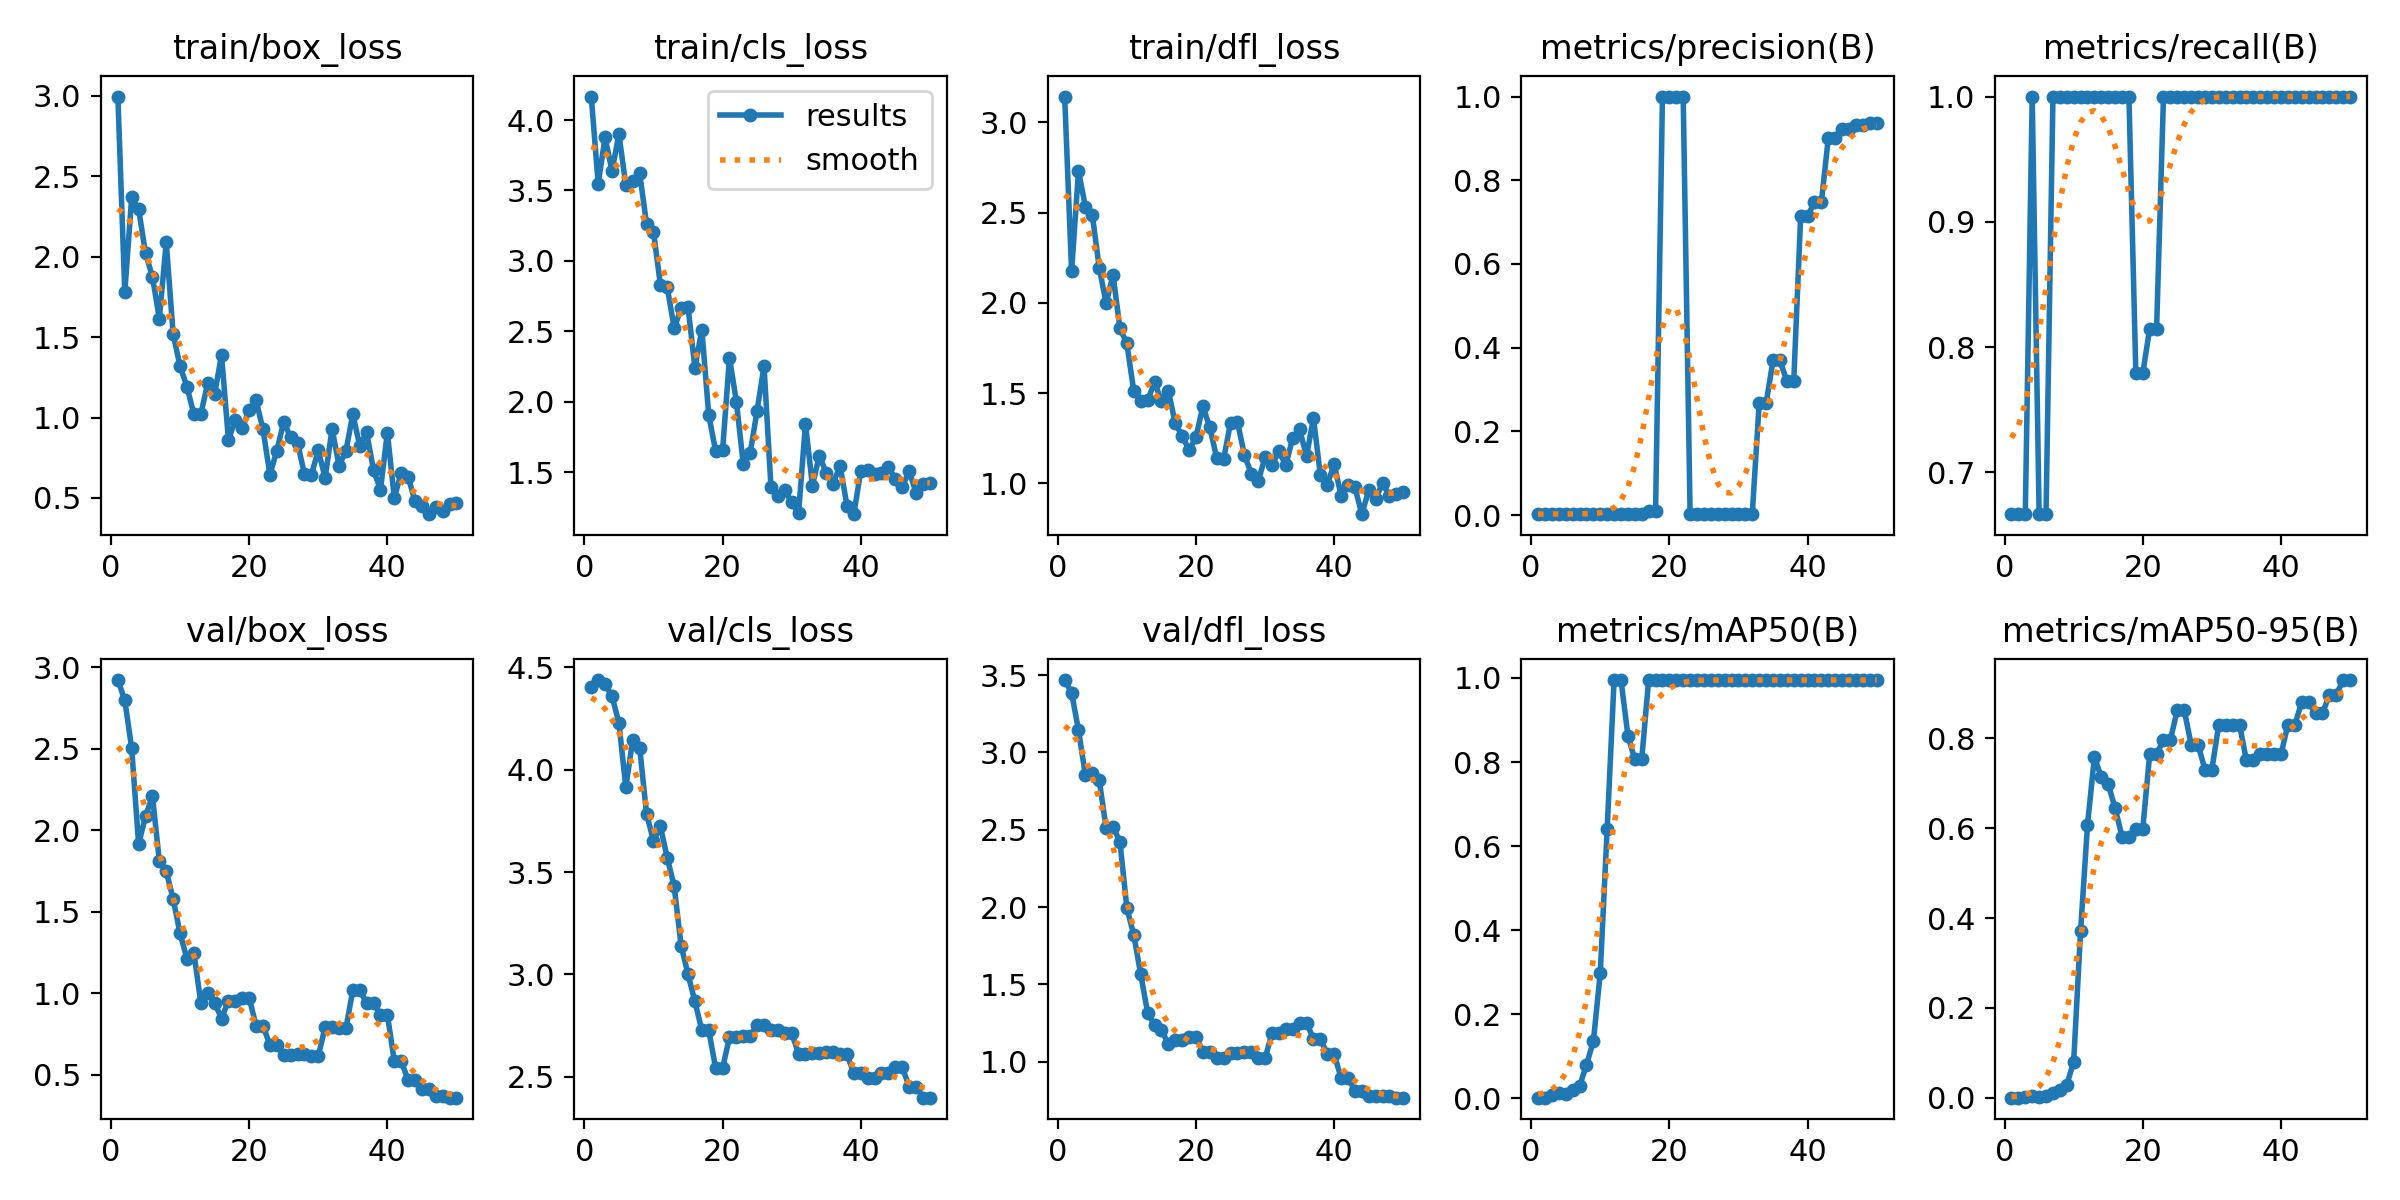 train/box_loss
3.0
2.5
2.0
1.5
1.0
0.5
0 20 40
train/cls_loss
results
smooth
4.0
3.5
3.0
2.5
2.0
1.5
0 20 40
train/dfl_loss
3.0
2.5
2.0
1.5
1.0
0 20 40
metrics/precision(B)
1.0
0.8
0.6
0.4
0.2
0.0
0 20 40
metrics/recall(B)
1.0
0.9
0.8
0.7
0 20 40
val/box_loss
3.0
2.5
2.0
1.5
1.0
0.5
0 20 40
val/cls_loss
4.5
4.0
3.5
3.0
2.5
0 20 40
val/dfl_loss
3.5
3.0
2.5
2.0
1.5
1.0
0 20 40
metrics/mAP50(B)
1.0
0.8
0.6
0.4
0.2
0.0
0 20 40
metrics/mAP50-95(B)
0.8
0.6
0.4
0.2
0.0
0 20 40